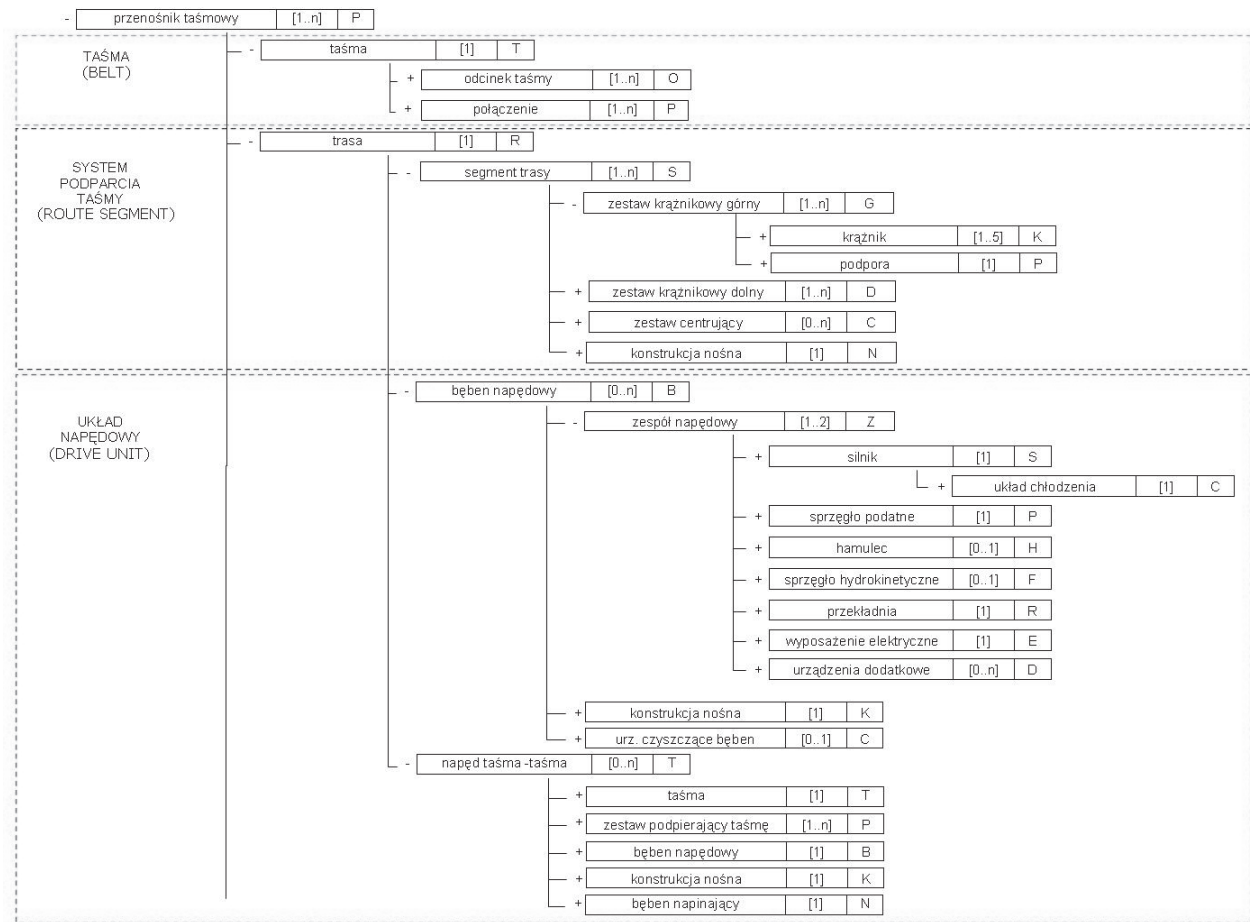 - przenośnik taśmowy [1..n] P
TAŚMA
(BELT)
- taśma [1] T
+ odcinek taśmy [1..n] O
+ połączenie [1..n] P
- trasa [1] R
SYSTEM
PODPARCIA
TAŚMY
(ROUTE SEGMENT)
- segment trasy [1..n] S
- zestaw krążnikowy górny [1..n] G
+ krążnik [1..5] K
+ podpora [1] P
+ zestaw krążnikowy dolny [1..n] D
+ zestaw centrujący [0..n] C
+ konstrukcja nośna [1] N
- bęben napędowy [0..n] B
UKŁAD
NAPĘDOWY
(DRIVE UNIT)
- zespół napędowy [1..2] Z
+ silnik [1] S
+ układ chłodzenia [1] C
+ sprzęgło podatne [1] P
+ hamulec [0..1] H
+ sprzęgło hydrokinetyczne [0..1] F
+ przekładnia [1] R
+ wyposażenie elektryczne [1] E
+ urządzenia dodatkowe [0..n] D
+ konstrukcja nośna [1] K
+ urz. czyszczące bęben [0..1] C
- napęd taśma -taśma [0..n] T
+ taśma [1] T
+ zestaw podpierający taśmę [1..n] P
+ bęben napędowy [1] B
+ konstrukcja nośna [1] K
+ bęben napinający [1] N